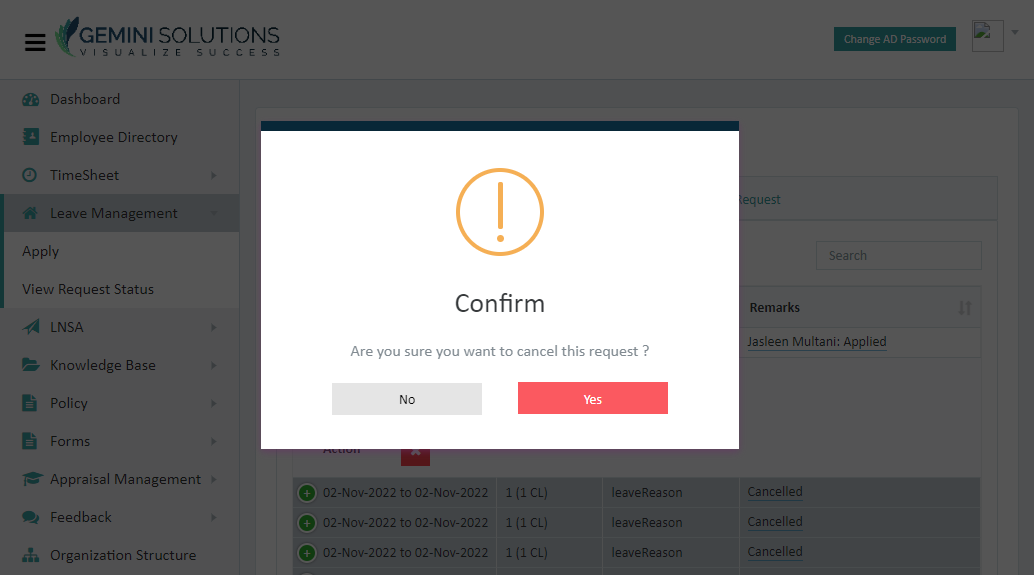 GEMINI SOLUTIONS
VISUALIZE SUCCESS
Change AD Password
Dashboard
Employee Directory
TimeSheet
Leave Management
Apply
View Request Status
LNSA
Knowledge Base
Policy
Forms
Appraisal Management
Feedback
Organization Structure
Request
Search
Remarks
Jasleen Multani: Applied
Confirm
Are you sure you want to cancel this request ?
No
Yes
Action
02-Nov-2022 to 02-Nov-2022 1 (1 CL) leaveReason Cancelled
02-Nov-2022 to 02-Nov-2022 1 (1 CL) leaveReason Cancelled
02-Nov-2022 to 02-Nov-2022 1 (1 CL) leaveReason Cancelled